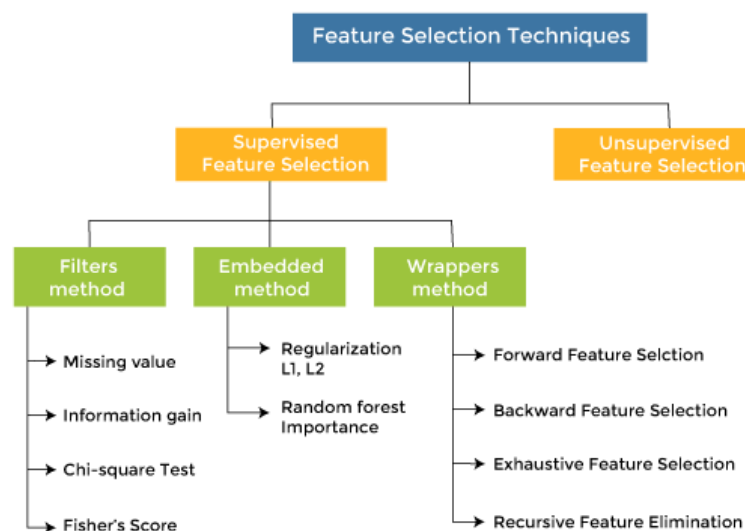 Feature Selection Techniques
Supervised
Feature Selection
Unsupervised
Feature Selection
Filters
method
Embedded
method
Wrappers
method
Missing value
Information gain
Chi-square Test
Fisher's Score
Regularization
L1, L2
Random forest
Importance
Forward Feature Selction
Backward Feature Selection
Exhaustive Feature Selection
Recursive Feature Elimination